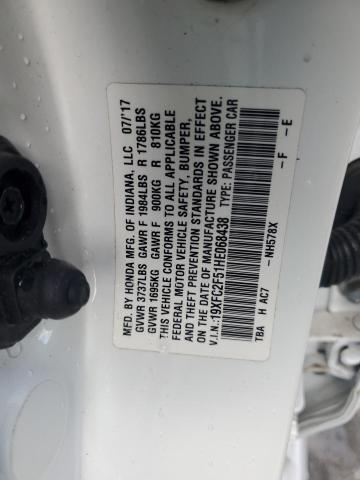 MFD. BY HONDA MFG. OF INDIANA, LLC 07/'17
GVWR 3737LBS GAWR F 1984LBS R 1786LBS
GVWR 1695KG GAWR F 900KG R 810KG
THIS VEHICLE CONFORMS TO ALL APPLICABLE
FEDERAL MOTOR VEHICLE SAFETY, BUMPER,
AND THEFT PREVENTION STANDARDS IN EFFECT
ON THE DATE OF MANUFACTURE SHOWN ABOVE.
V.I.N.:19XFC2F51HE068438 TYPE: PASSENGER CAR
TBA H AC7 -NH578X -F -E